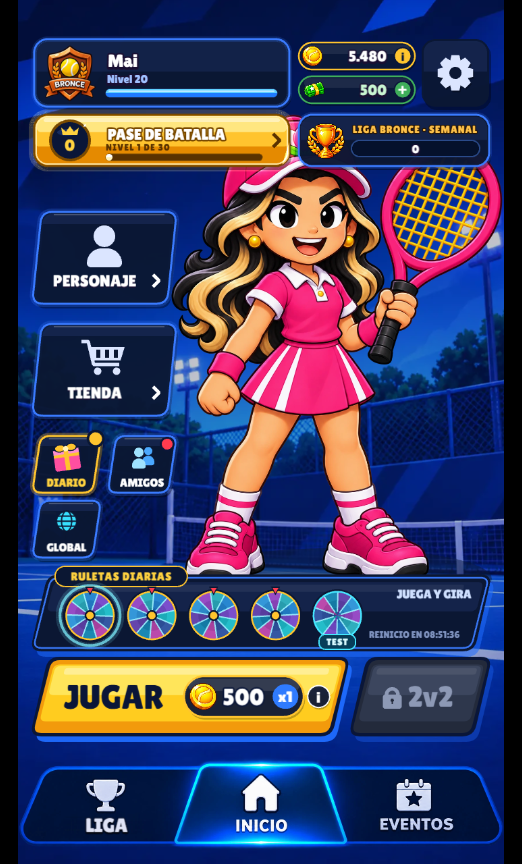 Mai
Nivel 20
BRONCE
5.480
i
500
+
0
PASE DE BATALLA
NIVEL 1 DE 30
LIGA BRONCE - SEMANAL
0
PERSONAJE
TIENDA
DIARIO
AMIGOS
GLOBAL
RULETAS DIARIAS
JUEGA Y GIRA
TEST
REINICIO EN 08:51:36
JUGAR
500
x1
i
2v2
LIGA
INICIO
EVENTOS